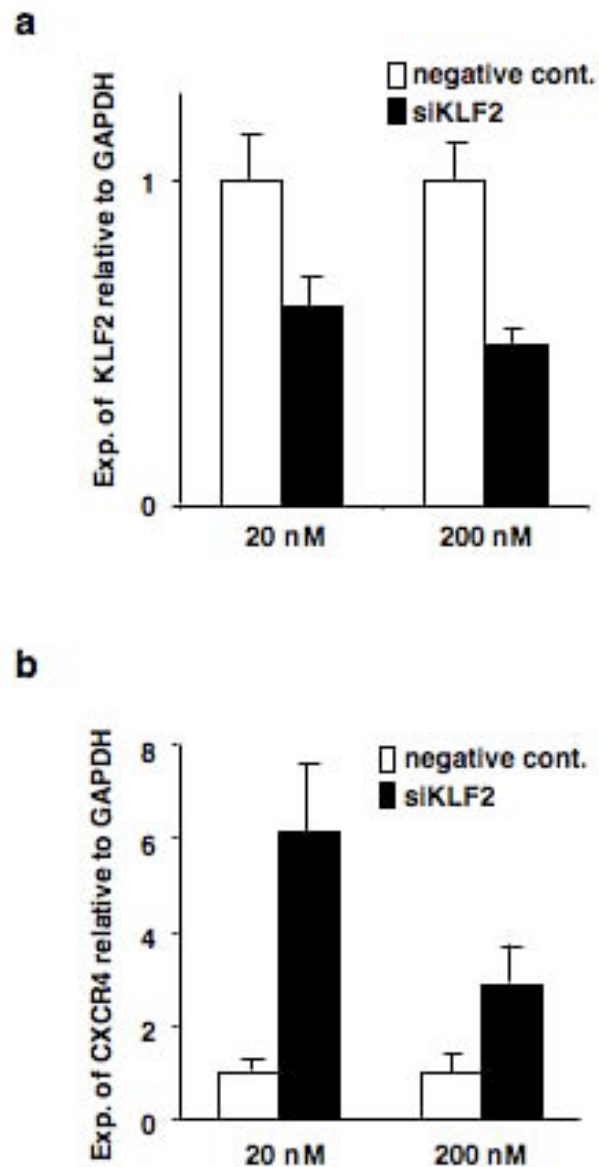 a
Exp. of KLF2 relative to GAPDH
negative cont.
siKLF2
1
0
20 nM
200 nM
b
Exp. of CXCR4 relative to GAPDH
negative cont.
siKLF2
8
6
4
2
0
20 nM
200 nM